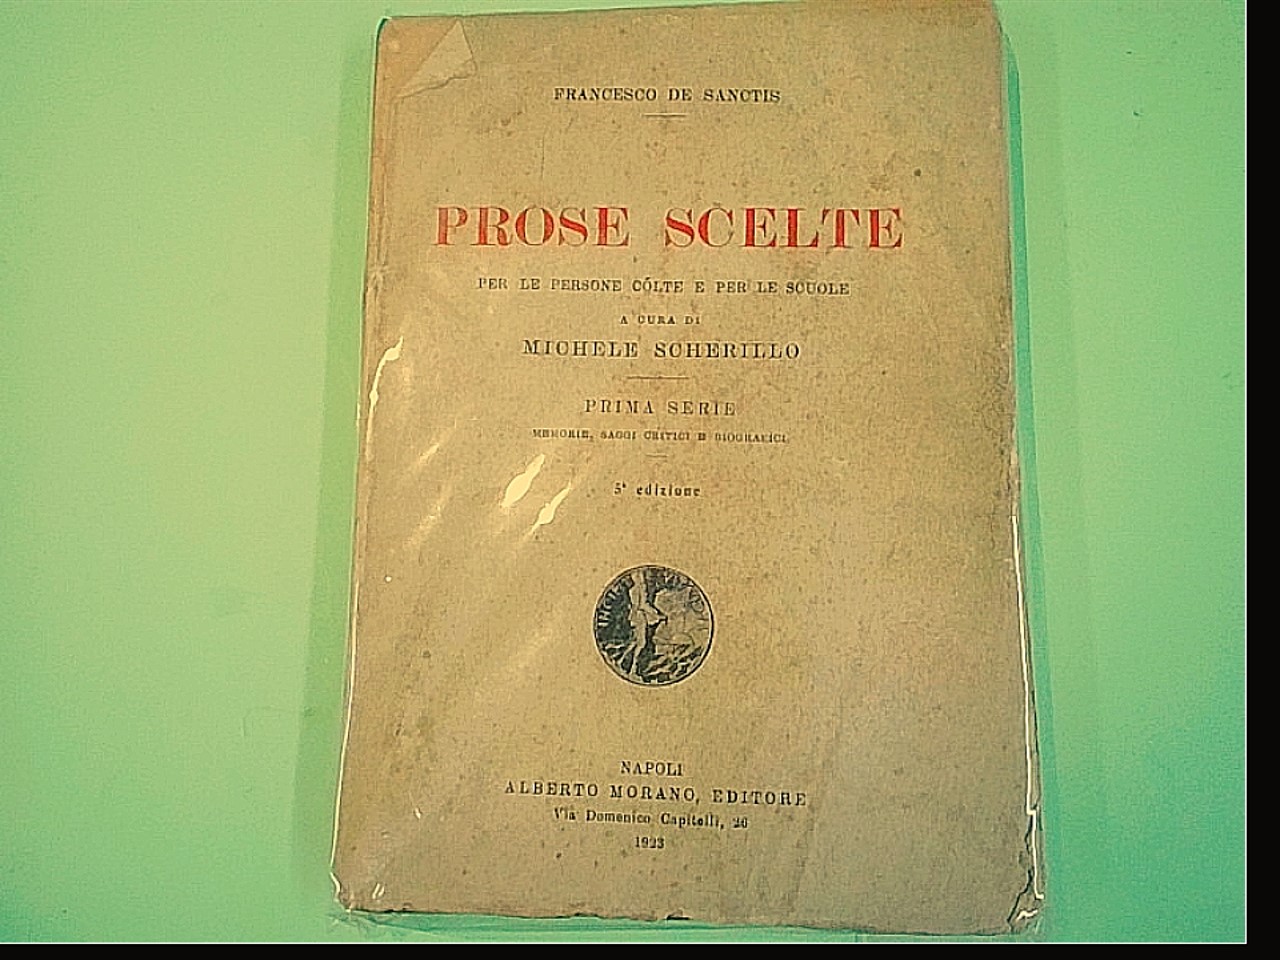 FRANCESCO DE SANCTIS
PROSE SCELTE
PER LE PERSONE CÓLTE E PER LE SCUOLE
A CURA DI
MICHELE SCHERILLO
PRIMA SERIE
MEMORIE, SAGGI CRITICI E BIOGRAFICI
5ª edizione
NAPOLI
ALBERTO MORANO, EDITORE
Via Domenico Capitelli, 26
1923